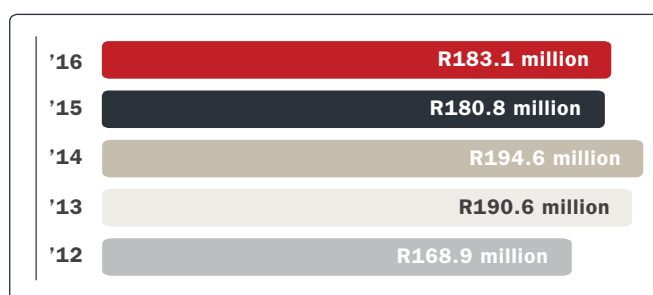 ’16 R183.1 million
’15 R180.8 million
’14 R194.6 million
’13 R190.6 million
’12 R168.9 million